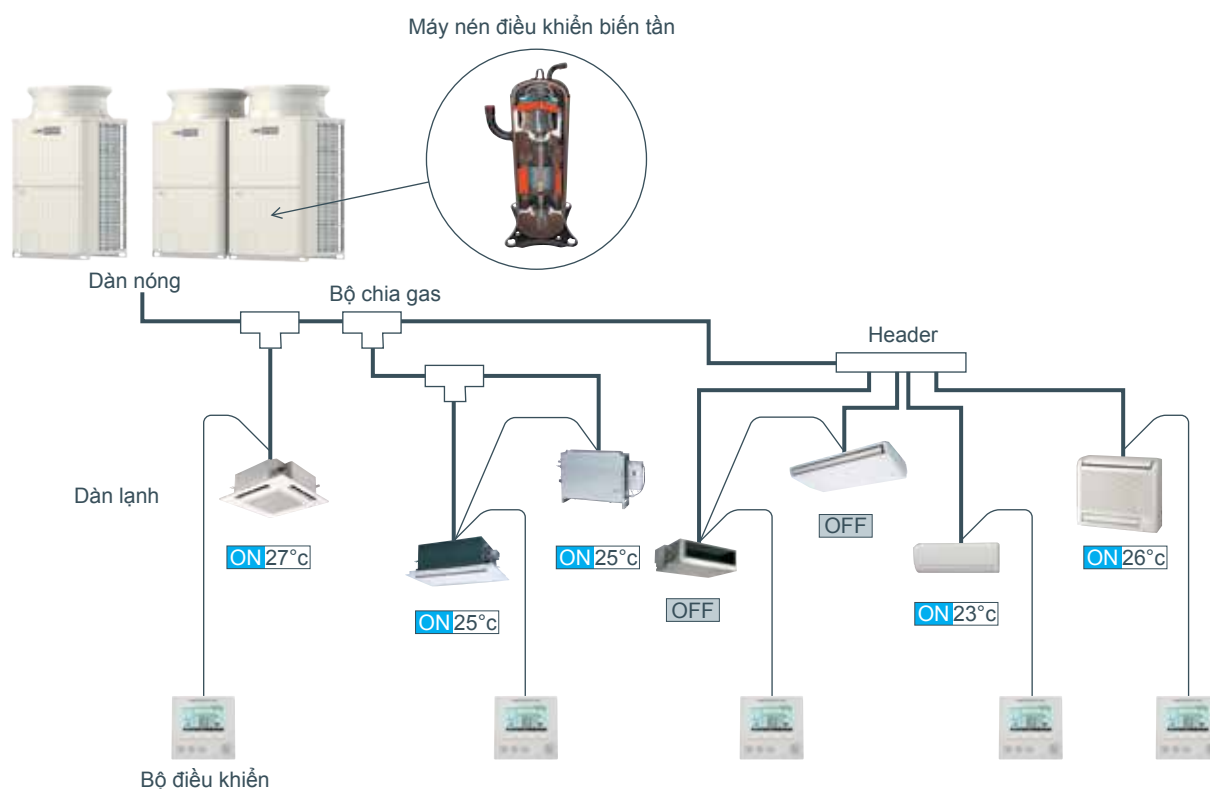 Máy nén điều khiển biến tần
Dàn nóng
Bộ chia gas
Header
Dàn lạnh
OFF
ON 27°c
ON 25°c
ON 26°c
OFF
ON 23°c
ON 25°c
Bộ điều khiển